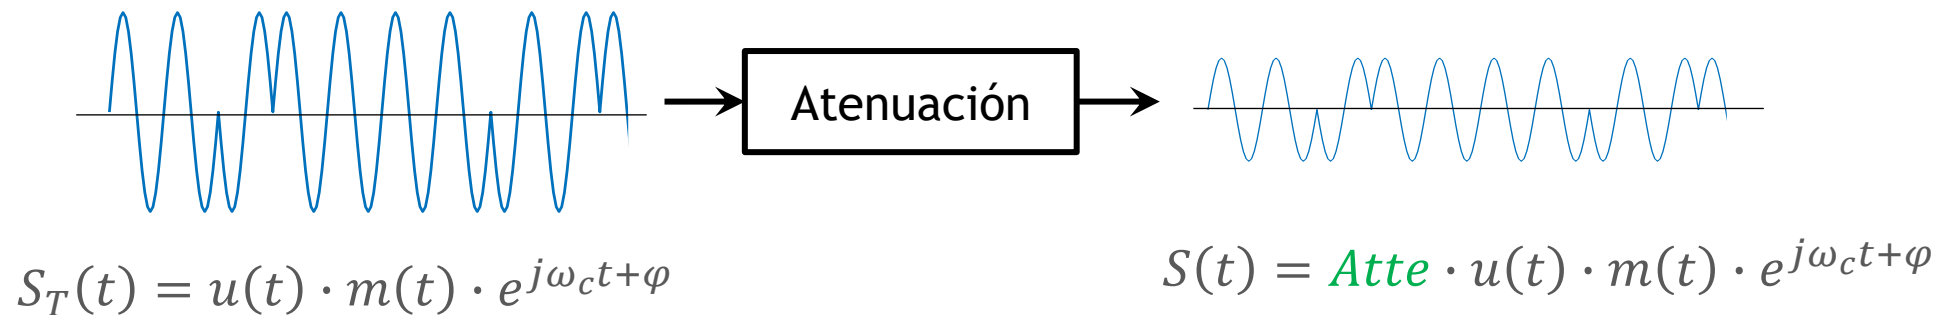 Atenuación
S_T(t) = u(t) · m(t) · e^{jω_c t+φ}
S(t) = Atte · u(t) · m(t) · e^{jω_c t+φ}